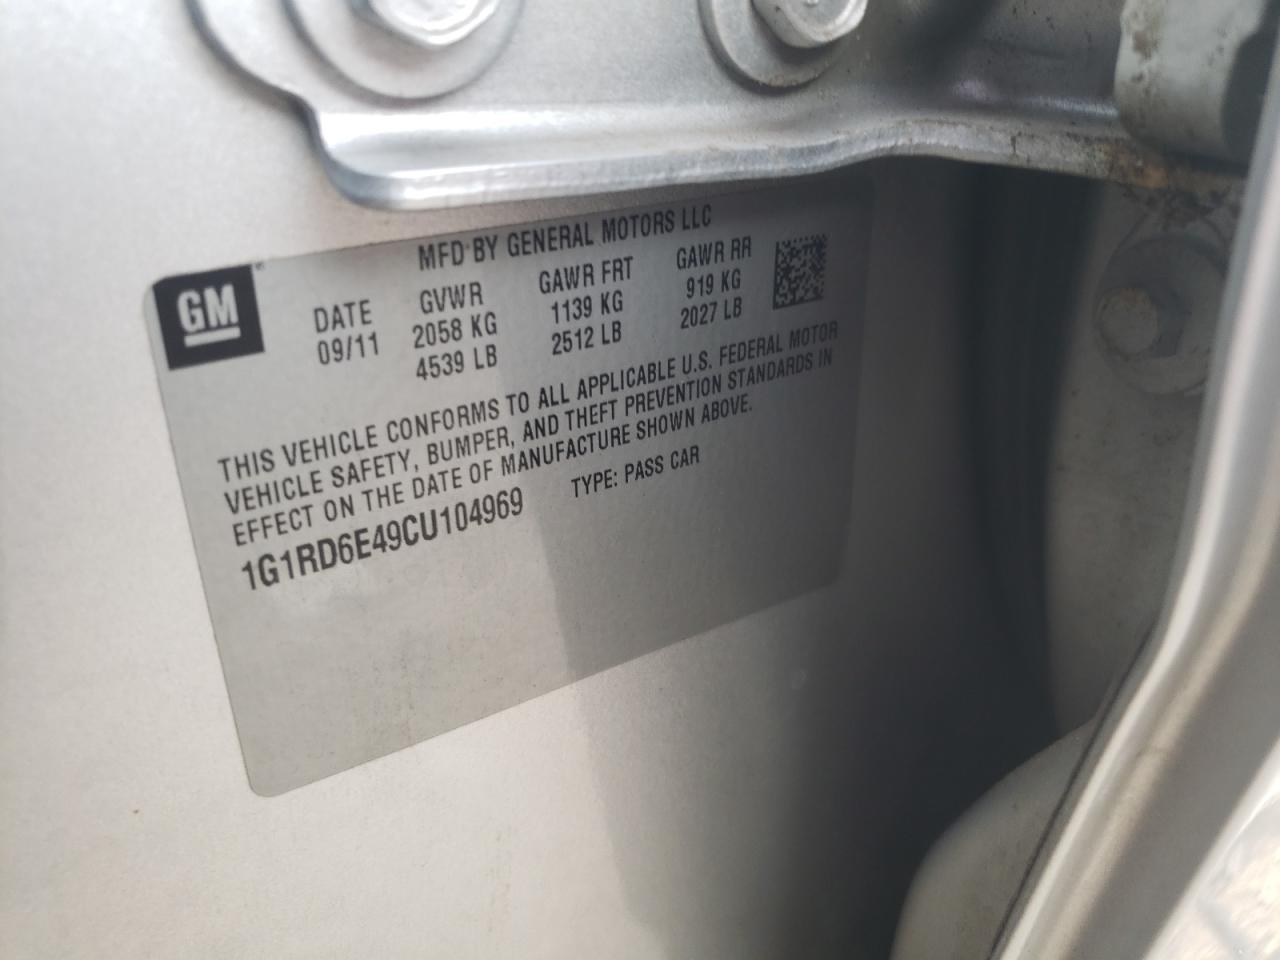 MFD BY GENERAL MOTORS LLC
GM
DATE GVWR GAWR FRT GAWR RR
09/11 2058 KG 1139 KG 919 KG
4539 LB 2512 LB 2027 LB
THIS VEHICLE CONFORMS TO ALL APPLICABLE U.S. FEDERAL MOTOR
VEHICLE SAFETY, BUMPER, AND THEFT PREVENTION STANDARDS IN
EFFECT ON THE DATE OF MANUFACTURE SHOWN ABOVE.
1G1RD6E49CU104969 TYPE: PASS CAR